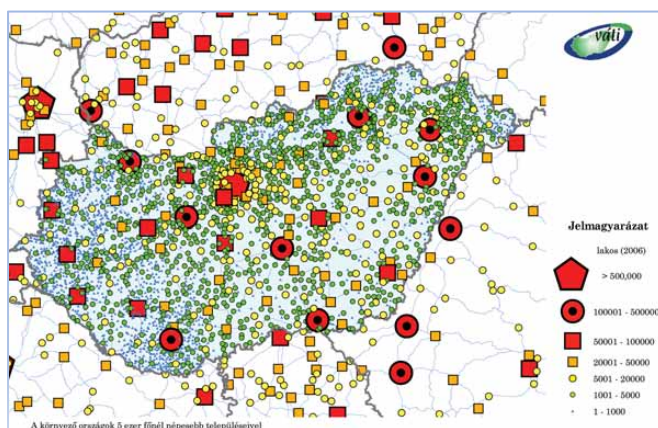 váti
Jelmagyarázat
lakos (2006)
> 500,000
100001 - 500000
50001 - 100000
20001 - 50000
5001 - 20000
1001 - 5000
1 - 1000
A környező országok 5 ezer főnél népesebb településeivel